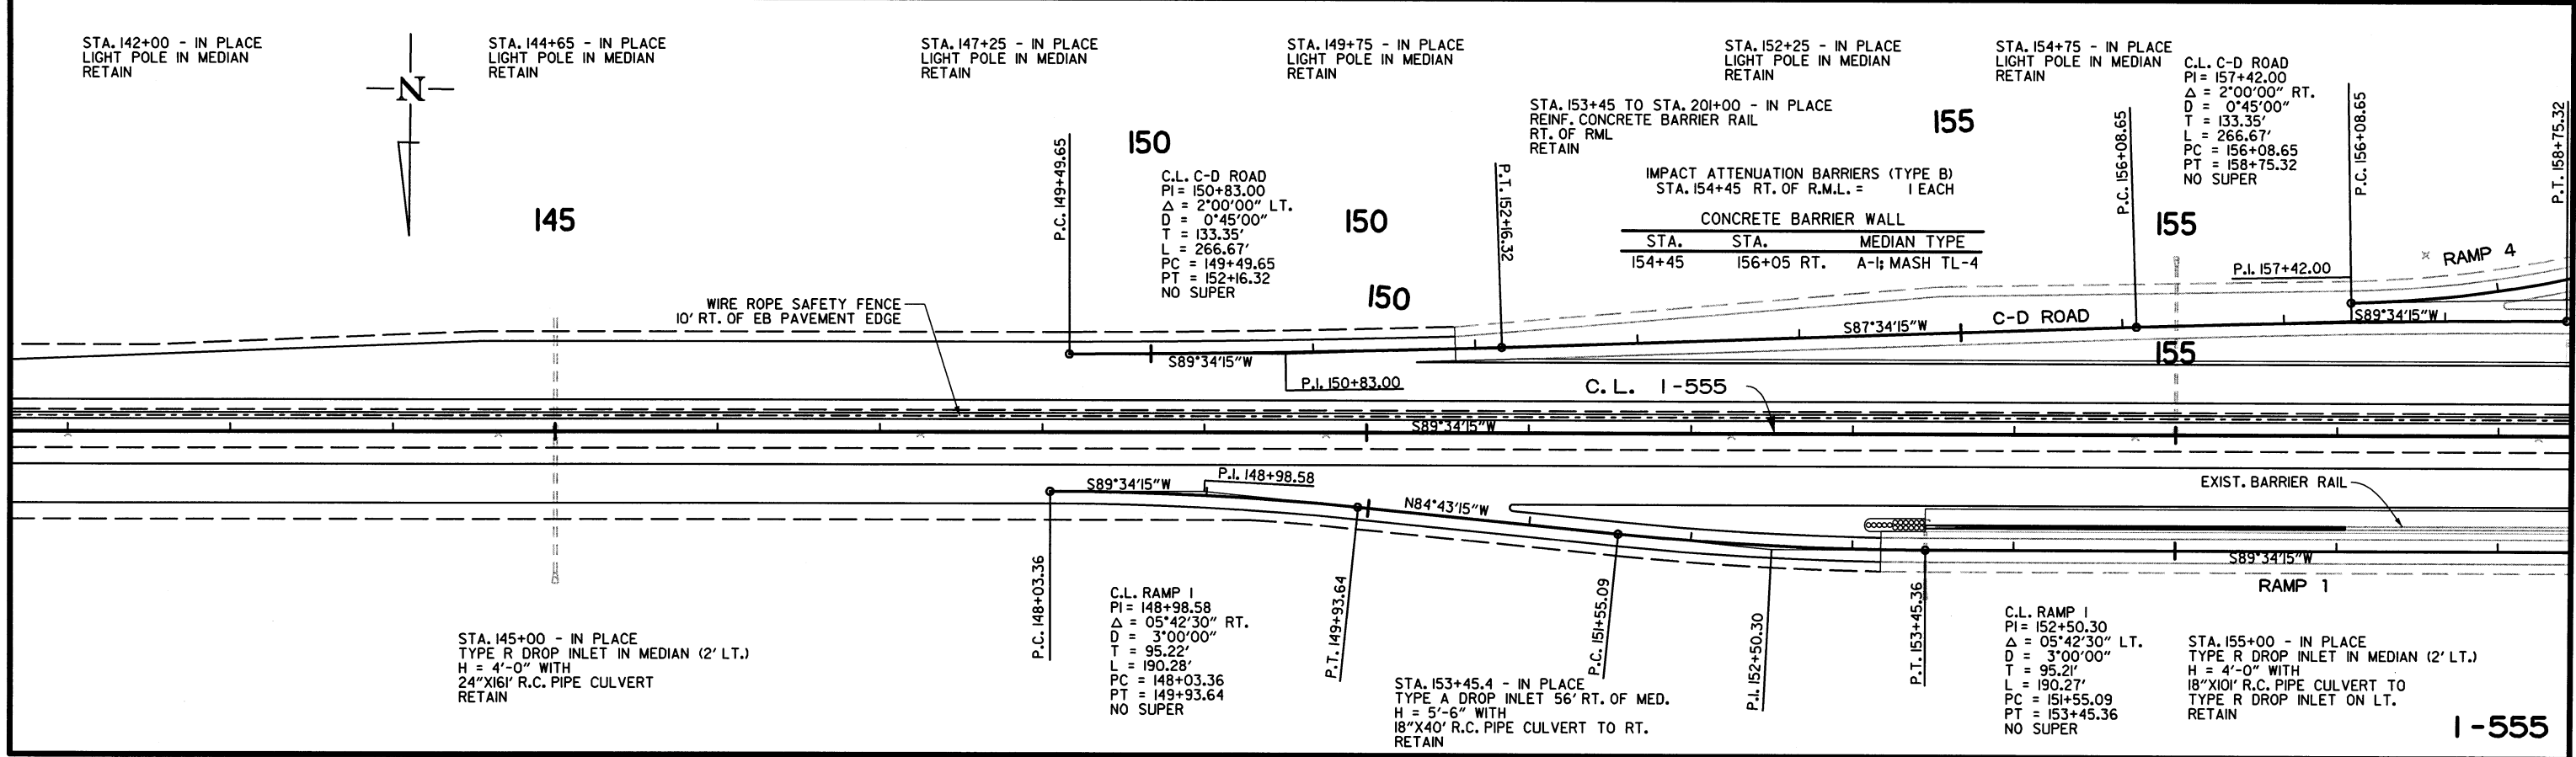 STA. 142+00 - IN PLACE
LIGHT POLE IN MEDIAN
RETAIN
N
STA. 144+65 - IN PLACE
LIGHT POLE IN MEDIAN
RETAIN
STA. 147+25 - IN PLACE
LIGHT POLE IN MEDIAN
RETAIN
STA. 149+75 - IN PLACE
LIGHT POLE IN MEDIAN
RETAIN
STA. 152+25 - IN PLACE
LIGHT POLE IN MEDIAN
RETAIN
STA. 154+75 - IN PLACE
LIGHT POLE IN MEDIAN
RETAIN
C.L. C-D ROAD
PI = 157+42.00
Δ = 2°00'00" RT.
D = 0°45'00"
T = 133.35'
L = 266.67'
PC = 156+08.65
PT = 158+75.32
NO SUPER
STA. 153+45 TO STA. 201+00 - IN PLACE
REINF. CONCRETE BARRIER RAIL
RT. OF RML
RETAIN
IMPACT ATTENUATION BARRIERS (TYPE B)
STA. 154+45 RT. OF R.M.L. = 1 EACH
CONCRETE BARRIER WALL
STA. STA. MEDIAN TYPE
154+45 156+05 RT. A-1; MASH TL-4
150
155
145
150
155
150
155
C.L. C-D ROAD
PI = 150+83.00
Δ = 2°00'00" LT.
D = 0°45'00"
T = 133.35'
L = 266.67'
PC = 149+49.65
PT = 152+16.32
NO SUPER
P.C. 149+49.65
P.T. 152+16.32
P.C. 156+08.65
P.C. 156+08.65
P.T. 158+75.32
RAMP 4
P.I. 157+42.00
WIRE ROPE SAFETY FENCE
10' RT. OF EB PAVEMENT EDGE
S89°34'15"W
P.I. 150+83.00
S87°34'15"W
C-D ROAD
S89°34'15"W
C.L. I-555
S89°34'15"W
S89°34'15"W
P.I. 148+98.58
N84°43'15"W
EXIST. BARRIER RAIL
S89°34'15"W
RAMP 1
P.C. 148+03.36
P.T. 149+93.64
P.C. 151+55.09
P.I. 152+50.30
P.T. 153+45.36
STA. 145+00 - IN PLACE
TYPE R DROP INLET IN MEDIAN (2' LT.)
H = 4'-0" WITH
24"X161' R.C. PIPE CULVERT
RETAIN
C.L. RAMP 1
PI = 148+98.58
Δ = 05°42'30" RT.
D = 3°00'00"
T = 95.22'
L = 190.28'
PC = 148+03.36
PT = 149+93.64
NO SUPER
STA. 153+45.4 - IN PLACE
TYPE A DROP INLET 56' RT. OF MED.
H = 5'-6" WITH
18"X40' R.C. PIPE CULVERT TO RT.
RETAIN
C.L. RAMP 1
PI = 152+50.30
Δ = 05°42'30" LT.
D = 3°00'00"
T = 95.21'
L = 190.27'
PC = 151+55.09
PT = 153+45.36
NO SUPER
STA. 155+00 - IN PLACE
TYPE R DROP INLET IN MEDIAN (2' LT.)
H = 4'-0" WITH
18"X101' R.C. PIPE CULVERT TO
TYPE R DROP INLET ON LT.
RETAIN
I-555